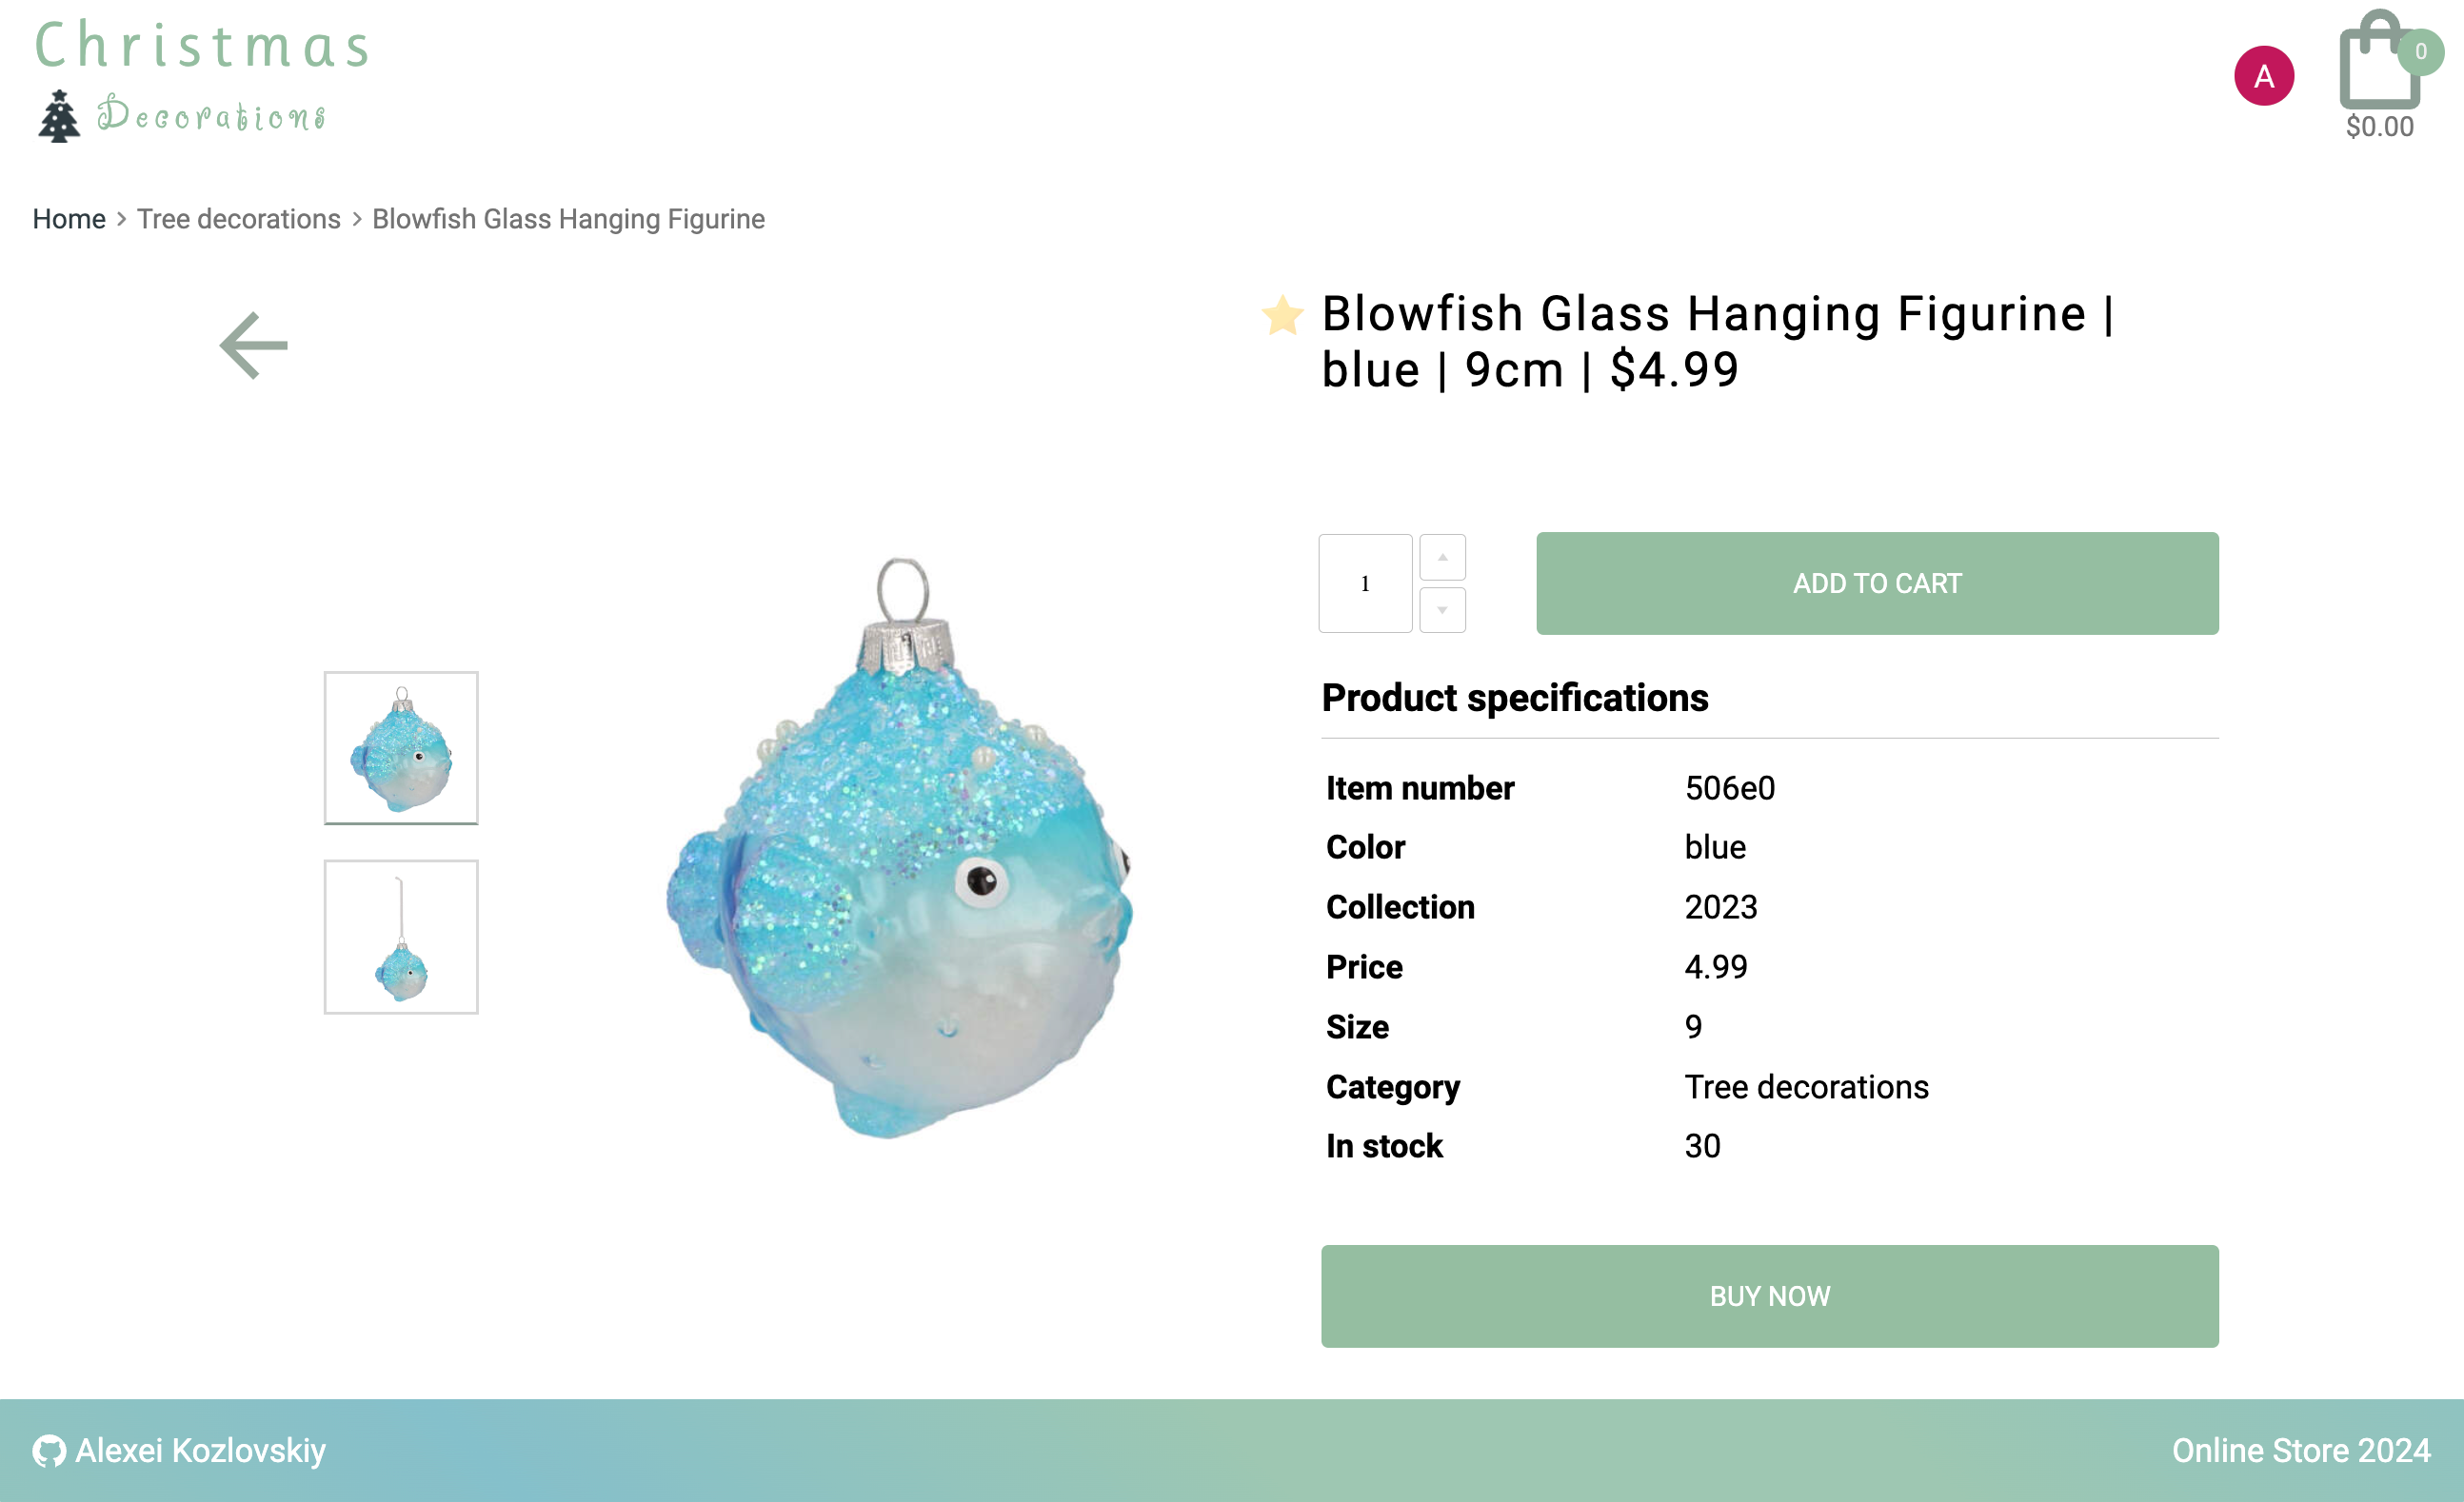 Christmas
Decorations
A
0
$0.00
Home > Tree decorations > Blowfish Glass Hanging Figurine
Blowfish Glass Hanging Figurine |
blue | 9cm | $4.99
1
ADD TO CART
Product specifications
Item number 506e0
Color blue
Collection 2023
Price 4.99
Size 9
Category Tree decorations
In stock 30
BUY NOW
Alexei Kozlovskiy
Online Store 2024